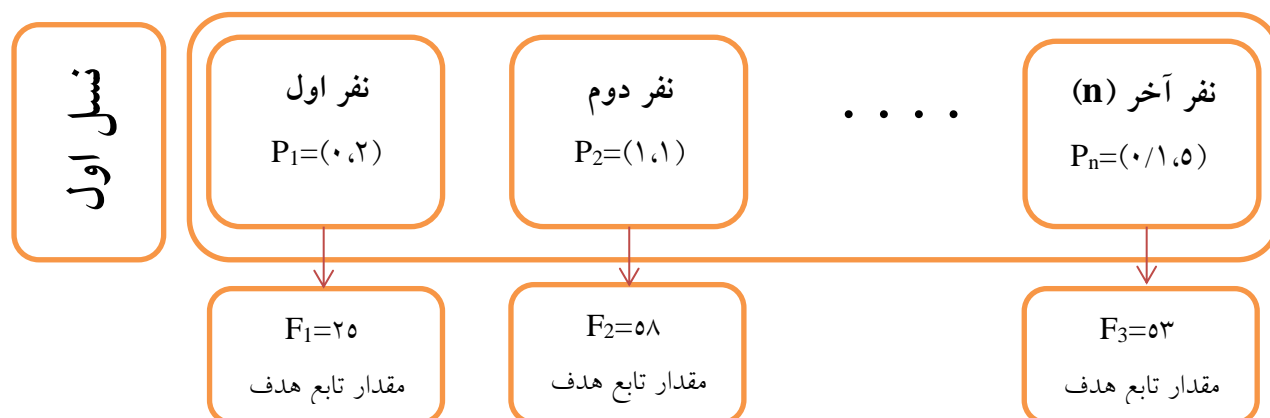 نسل اول
نفر اول
P1=(۰،۲)
نفر دوم
P2=(۱،۱)
. . . .
نفر آخر (n)
Pn=(۰/۱،۵)
F1=۲۵
مقدار تابع هدف
F2=۵۸
مقدار تابع هدف
F3=۵۳
مقدار تابع هدف